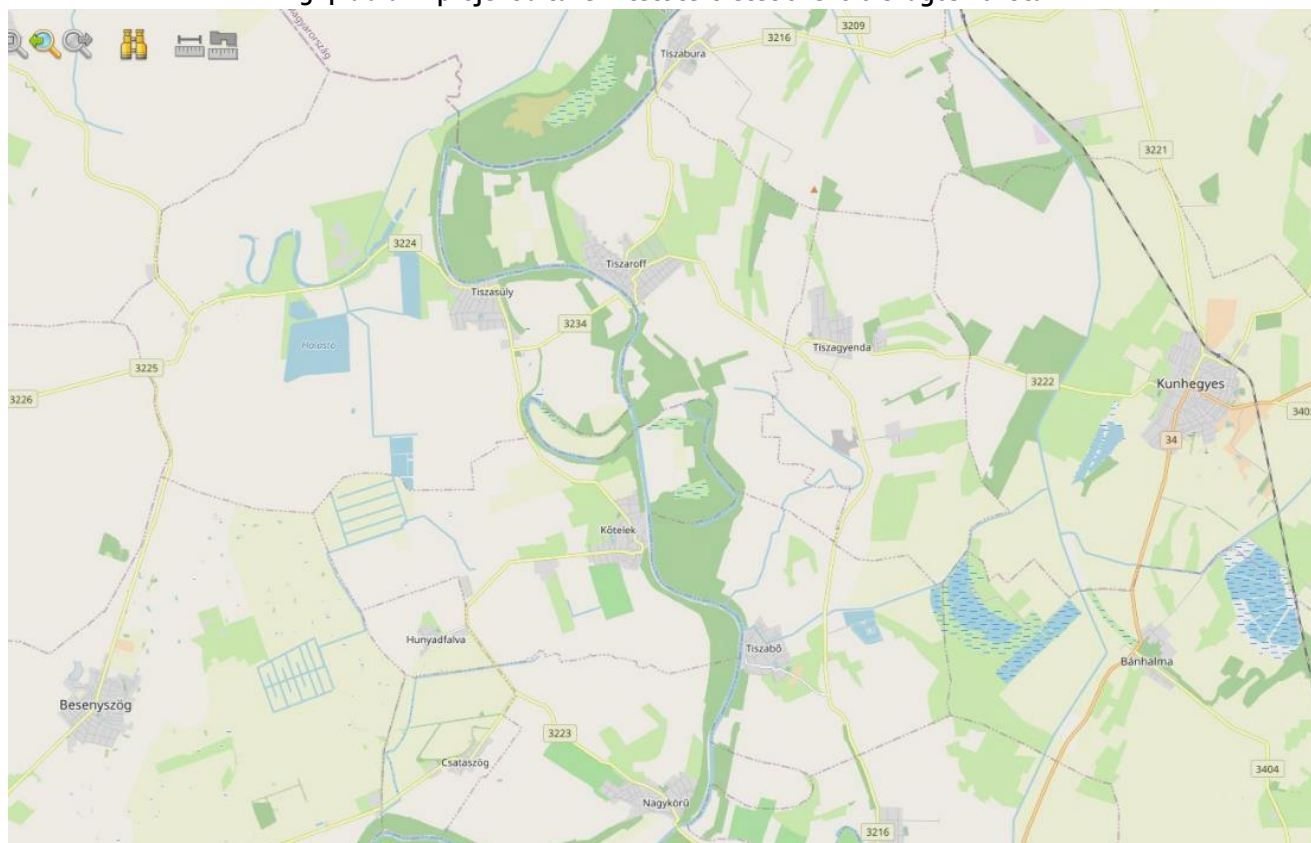 Tiszabura
3216
3209
3221
3224
Tiszaroff
Tiszasüly
3234
Halastó
Tiszagyenda
3225
3222
Kunhegyes
3226
34
Kőtelek
Hunyadfalva
Tiszabő
Bánhalma
Besenyszög
3223
Csataszög
3404
Nagykörű
3216